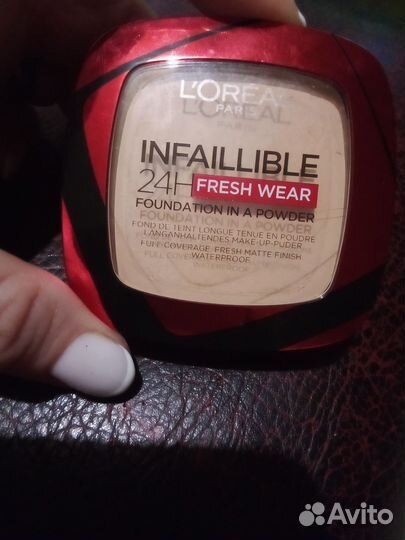 L'ORÉAL
PARIS
INFAILLIBLE
24H FRESH WEAR
FOUNDATION IN A POWDER
FOND DE TEINT LONGUE TENUE EN POUDRE
LANGANHALTENDES MAKE-UP-PUDER
FULL COVERAGE, FRESH MATTE FINISH
WATERPROOF
Avito